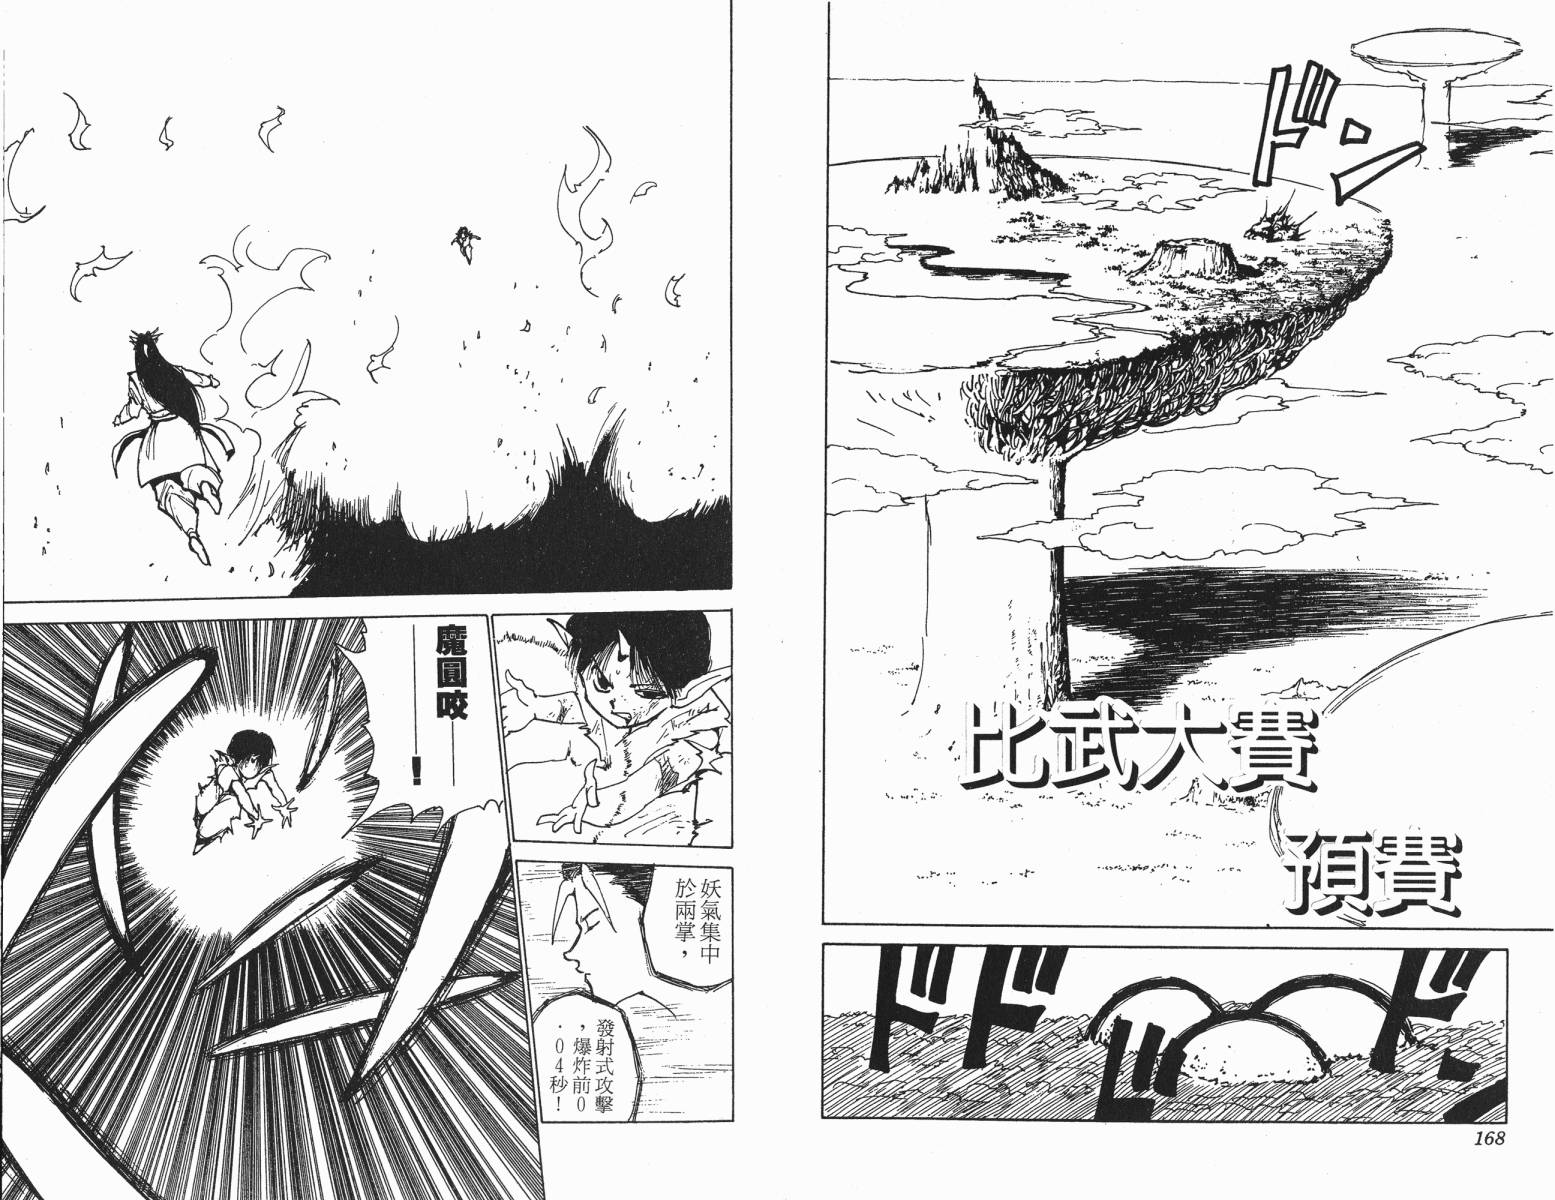 ドドン
比武大賽
預賽
ドドドド
168
妖氣集中
於兩掌，
發射式攻擊
，爆炸前0
．04秒！
魔圓咬
——！